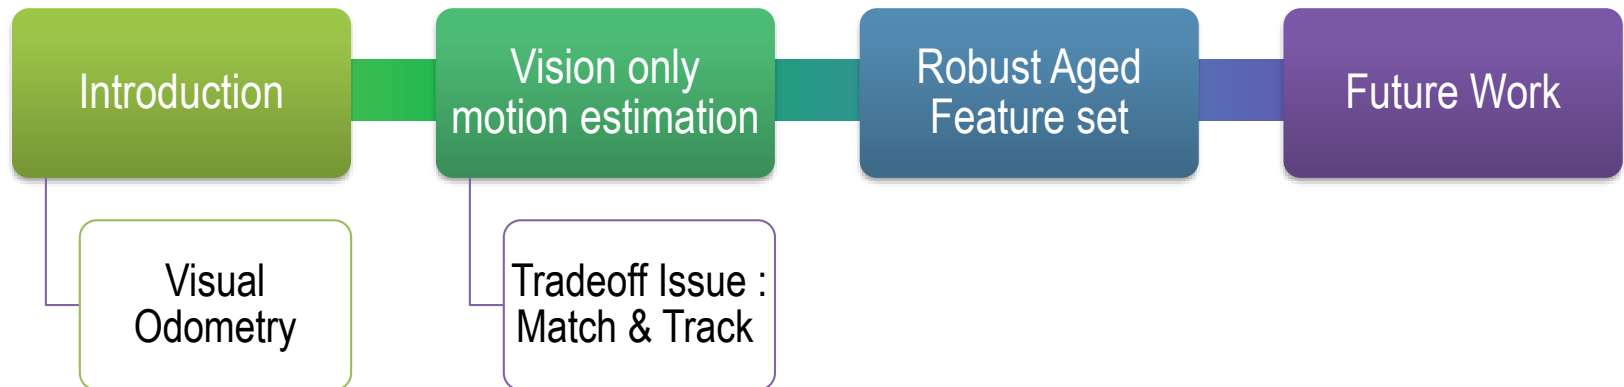 Introduction
Vision only
motion estimation
Robust Aged
Feature set
Future Work
Visual
Odometry
Tradeoff Issue :
Match & Track